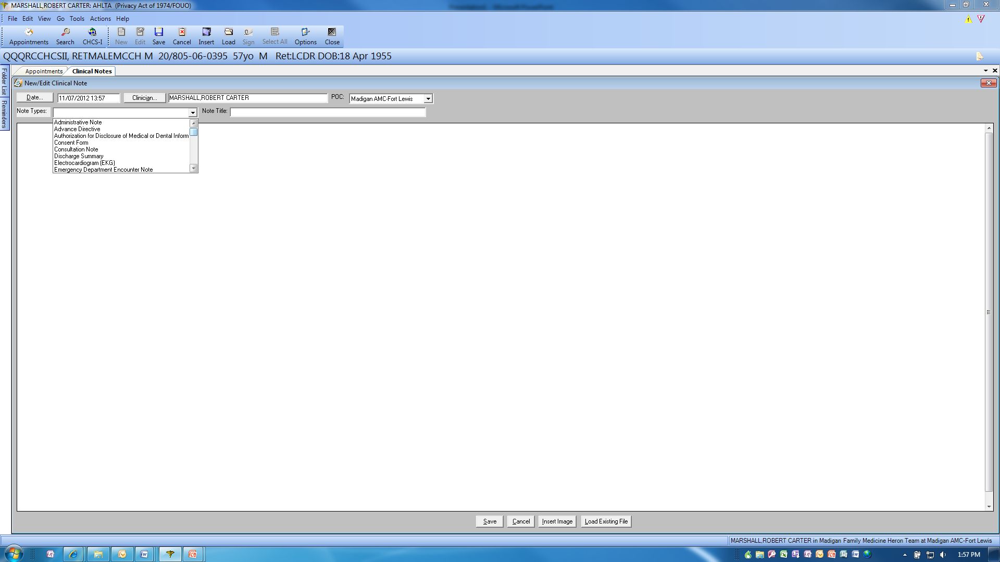 MARSHALL,ROBERT CARTER: AHLTA (Privacy Act of 1974/FOUO)
File Edit View Go Tools Actions Help
Appointments Search CHCS-I New Edit Save Cancel Insert Load Sign Select All Options Close
QQQRCCHCSII, RETMALEMCCH M 20/805-06-0395 57yo M Ret:LCDR DOB:18 Apr 1955
Folder List
Reminders
Appointments Clinical Notes
New/Edit Clinical Note
Date... 11/07/2012 13:57 Clinician... MARSHALL,ROBERT CARTER POC: Madigan AMC-Fort Lewis
Note Types: Note Title:
Administrative Note
Advance Directive
Authorization for Disclosure of Medical or Dental Inform
Consent Form
Consultation Note
Discharge Summary
Electrocardiogram (EKG)
Emergency Department Encounter Note
Save Cancel Insert Image Load Existing File
MARSHALL,ROBERT CARTER in Madigan Family Medicine Heron Team at Madigan AMC-Fort Lewis
1:57 PM